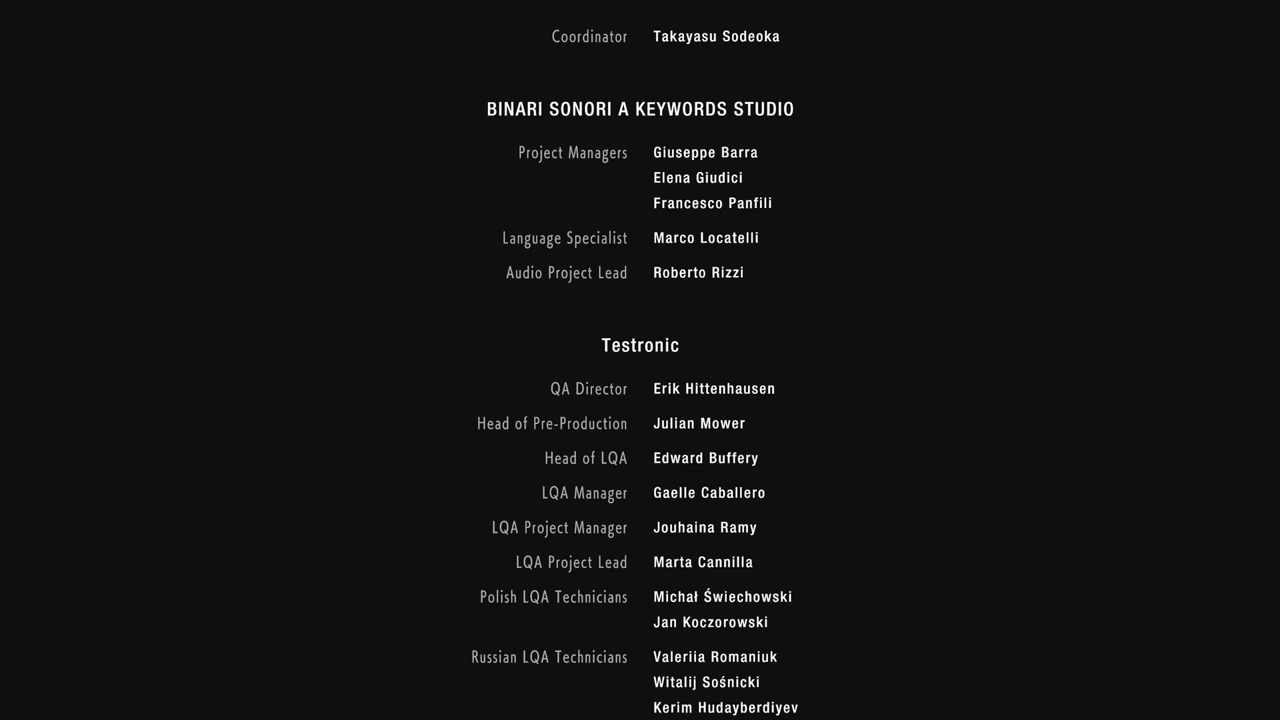 Coordinator Takayasu Sodeoka
BINARI SONORI A KEYWORDS STUDIO
Project Managers Giuseppe Barra
Elena Giudici
Francesco Panfili
Language Specialist Marco Locatelli
Audio Project Lead Roberto Rizzi
Testronic
QA Director Erik Hittenhausen
Head of Pre-Production Julian Mower
Head of LQA Edward Buffery
LQA Manager Gaelle Caballero
LQA Project Manager Jouhaina Ramy
LQA Project Lead Marta Cannilla
Polish LQA Technicians Michał Świechowski
Jan Koczorowski
Russian LQA Technicians Valeriia Romaniuk
Witalij Sośnicki
Kerim Hudayberdiyev